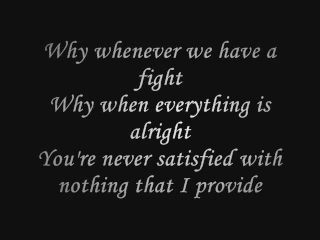 Why whenever we have a
fight
Why when everything is
alright
You're never satisfied with
nothing that I provide